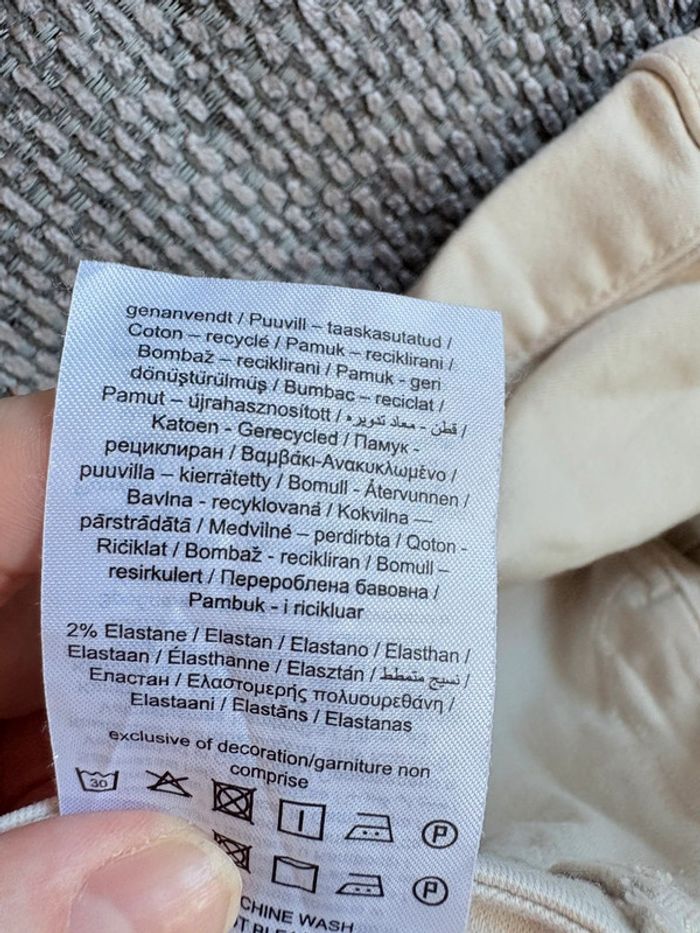 genanvendt / Puuvill – taaskasutatud /
Coton – recyclé / Pamuk – reciklirani /
Bombaž – reciklirani / Pamuk - geri
dönüştürülmüş / Bumbac – reciclat /
Pamut – újrahasznosított / قطن - معاد تدويره /
Katoen - Gerecycled / Памук -
рециклиран / Βαμβάκι-Ανακυκλωμένο /
puuvilla – kierrätetty / Bomull - Återvunnen /
Bavlna - recyklovaná / Kokvilna —
pārstrādātā / Medvilnė – perdirbta / Qoton -
Ričiklat / Bombaž - recikliran / Bomull –
resirkulert / Перероблена бавовна /
Pambuk - i ricikluar
2% Elastane / Elastan / Elastano / Elasthan /
Elastaan / Élasthanne / Elasztán / نسيج متمطط /
Еластан / Ελαστομερής πολυουρεθάνη /
Elastaani / Elastāns / Elastanas
exclusive of decoration/garniture non
comprise
30
P
P
WASH